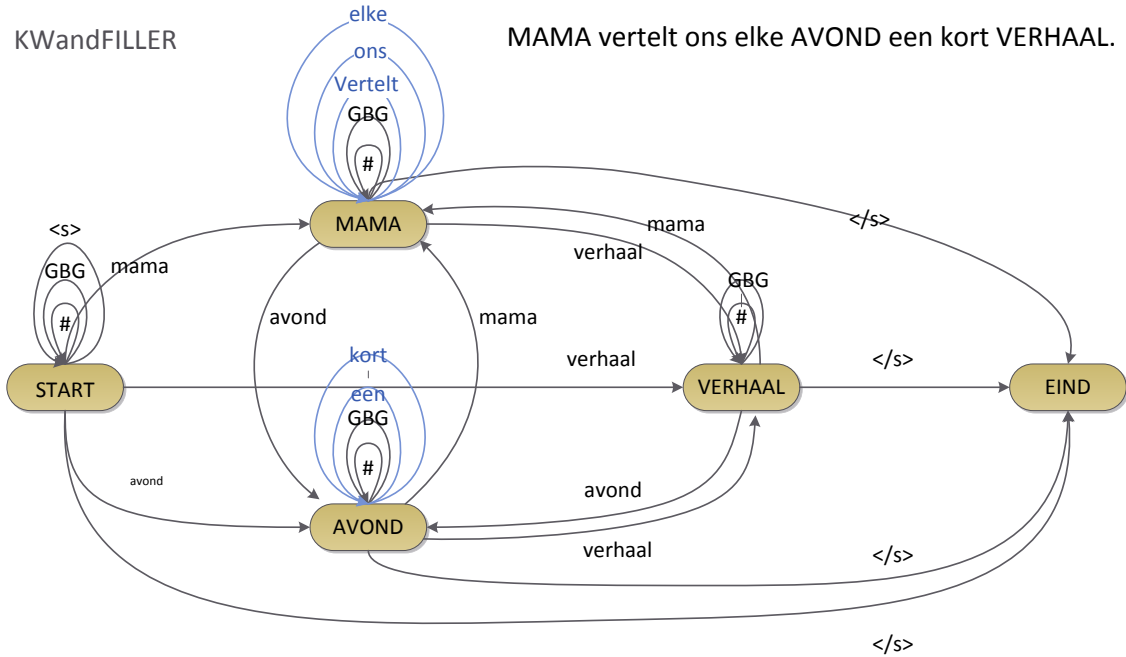 elke
KWandFILLER
MAMA vertelt ons elke AVOND een kort VERHAAL.
ons
Vertelt
GBG
#
MAMA
mama
</s>
<s>
verhaal
GBG
mama
GBG
#
avond
mama
#
kort
verhaal
</s>
START
een
VERHAAL
EIND
GBG
#
avond
avond
AVOND
verhaal
</s>
</s>